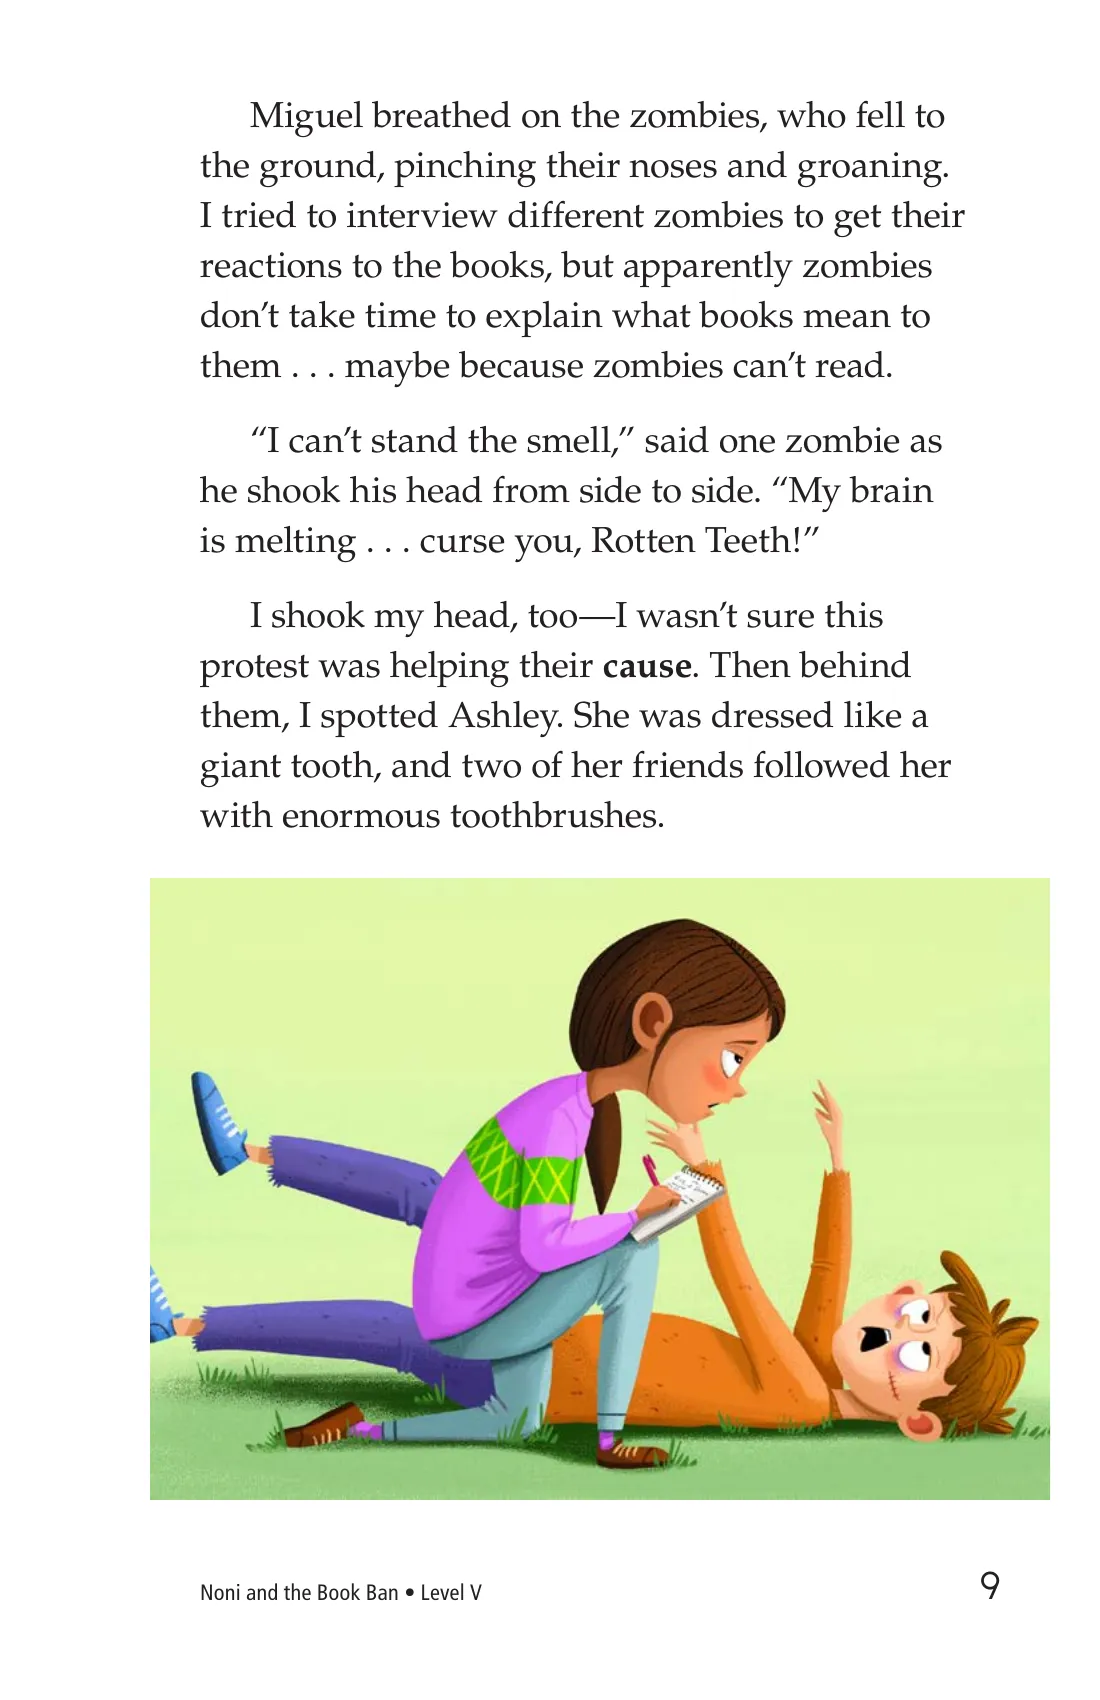 Miguel breathed on the zombies, who fell to
the ground, pinching their noses and groaning.
I tried to interview different zombies to get their
reactions to the books, but apparently zombies
don’t take time to explain what books mean to
them . . . maybe because zombies can’t read.
“I can’t stand the smell,” said one zombie as
he shook his head from side to side. “My brain
is melting . . . curse you, Rotten Teeth!”
I shook my head, too—I wasn’t sure this
protest was helping their cause. Then behind
them, I spotted Ashley. She was dressed like a
giant tooth, and two of her friends followed her
with enormous toothbrushes.
Noni and the Book Ban • Level V
9